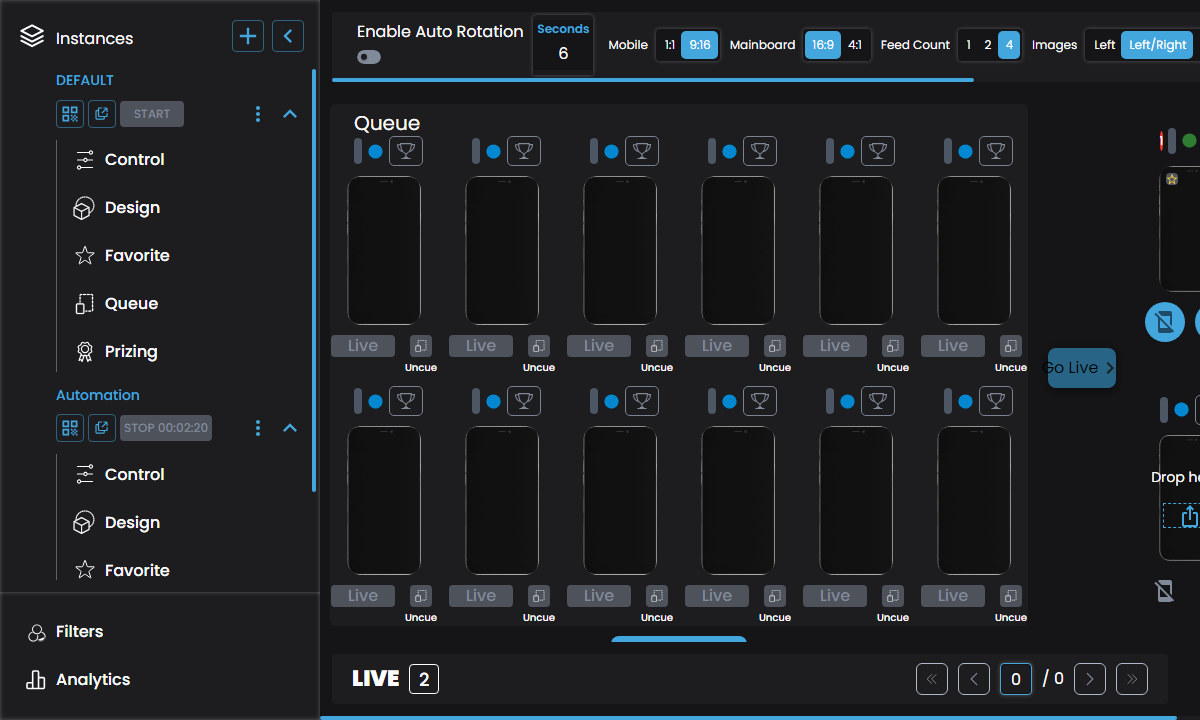 Instances
DEFAULT
START
Control
Design
Favorite
Queue
Prizing
Automation
STOP 00:02:20
Control
Design
Favorite
Filters
Analytics
Enable Auto Rotation
Seconds
6
Mobile 1:1 9:16 Mainboard 16:9 4:1 Feed Count 1 2 4 Images Left Left/Right
Queue
Live Live Live Live Live Live
Uncue Uncue Uncue Uncue Uncue Uncue
Live Live Live Live Live Live
Uncue Uncue Uncue Uncue Uncue Uncue
Go Live
1
Drop he
LIVE 2
0 / 0